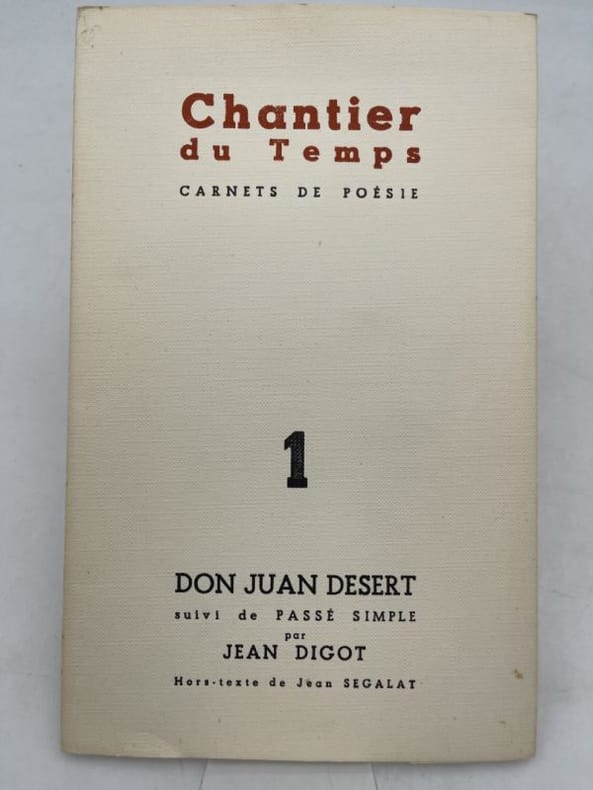 Chantier
du Temps
CARNETS DE POÉSIE
1
DON JUAN DESERT
suivi de PASSÉ SIMPLE
par
JEAN DIGOT
Hors-texte de Jean SEGALAT